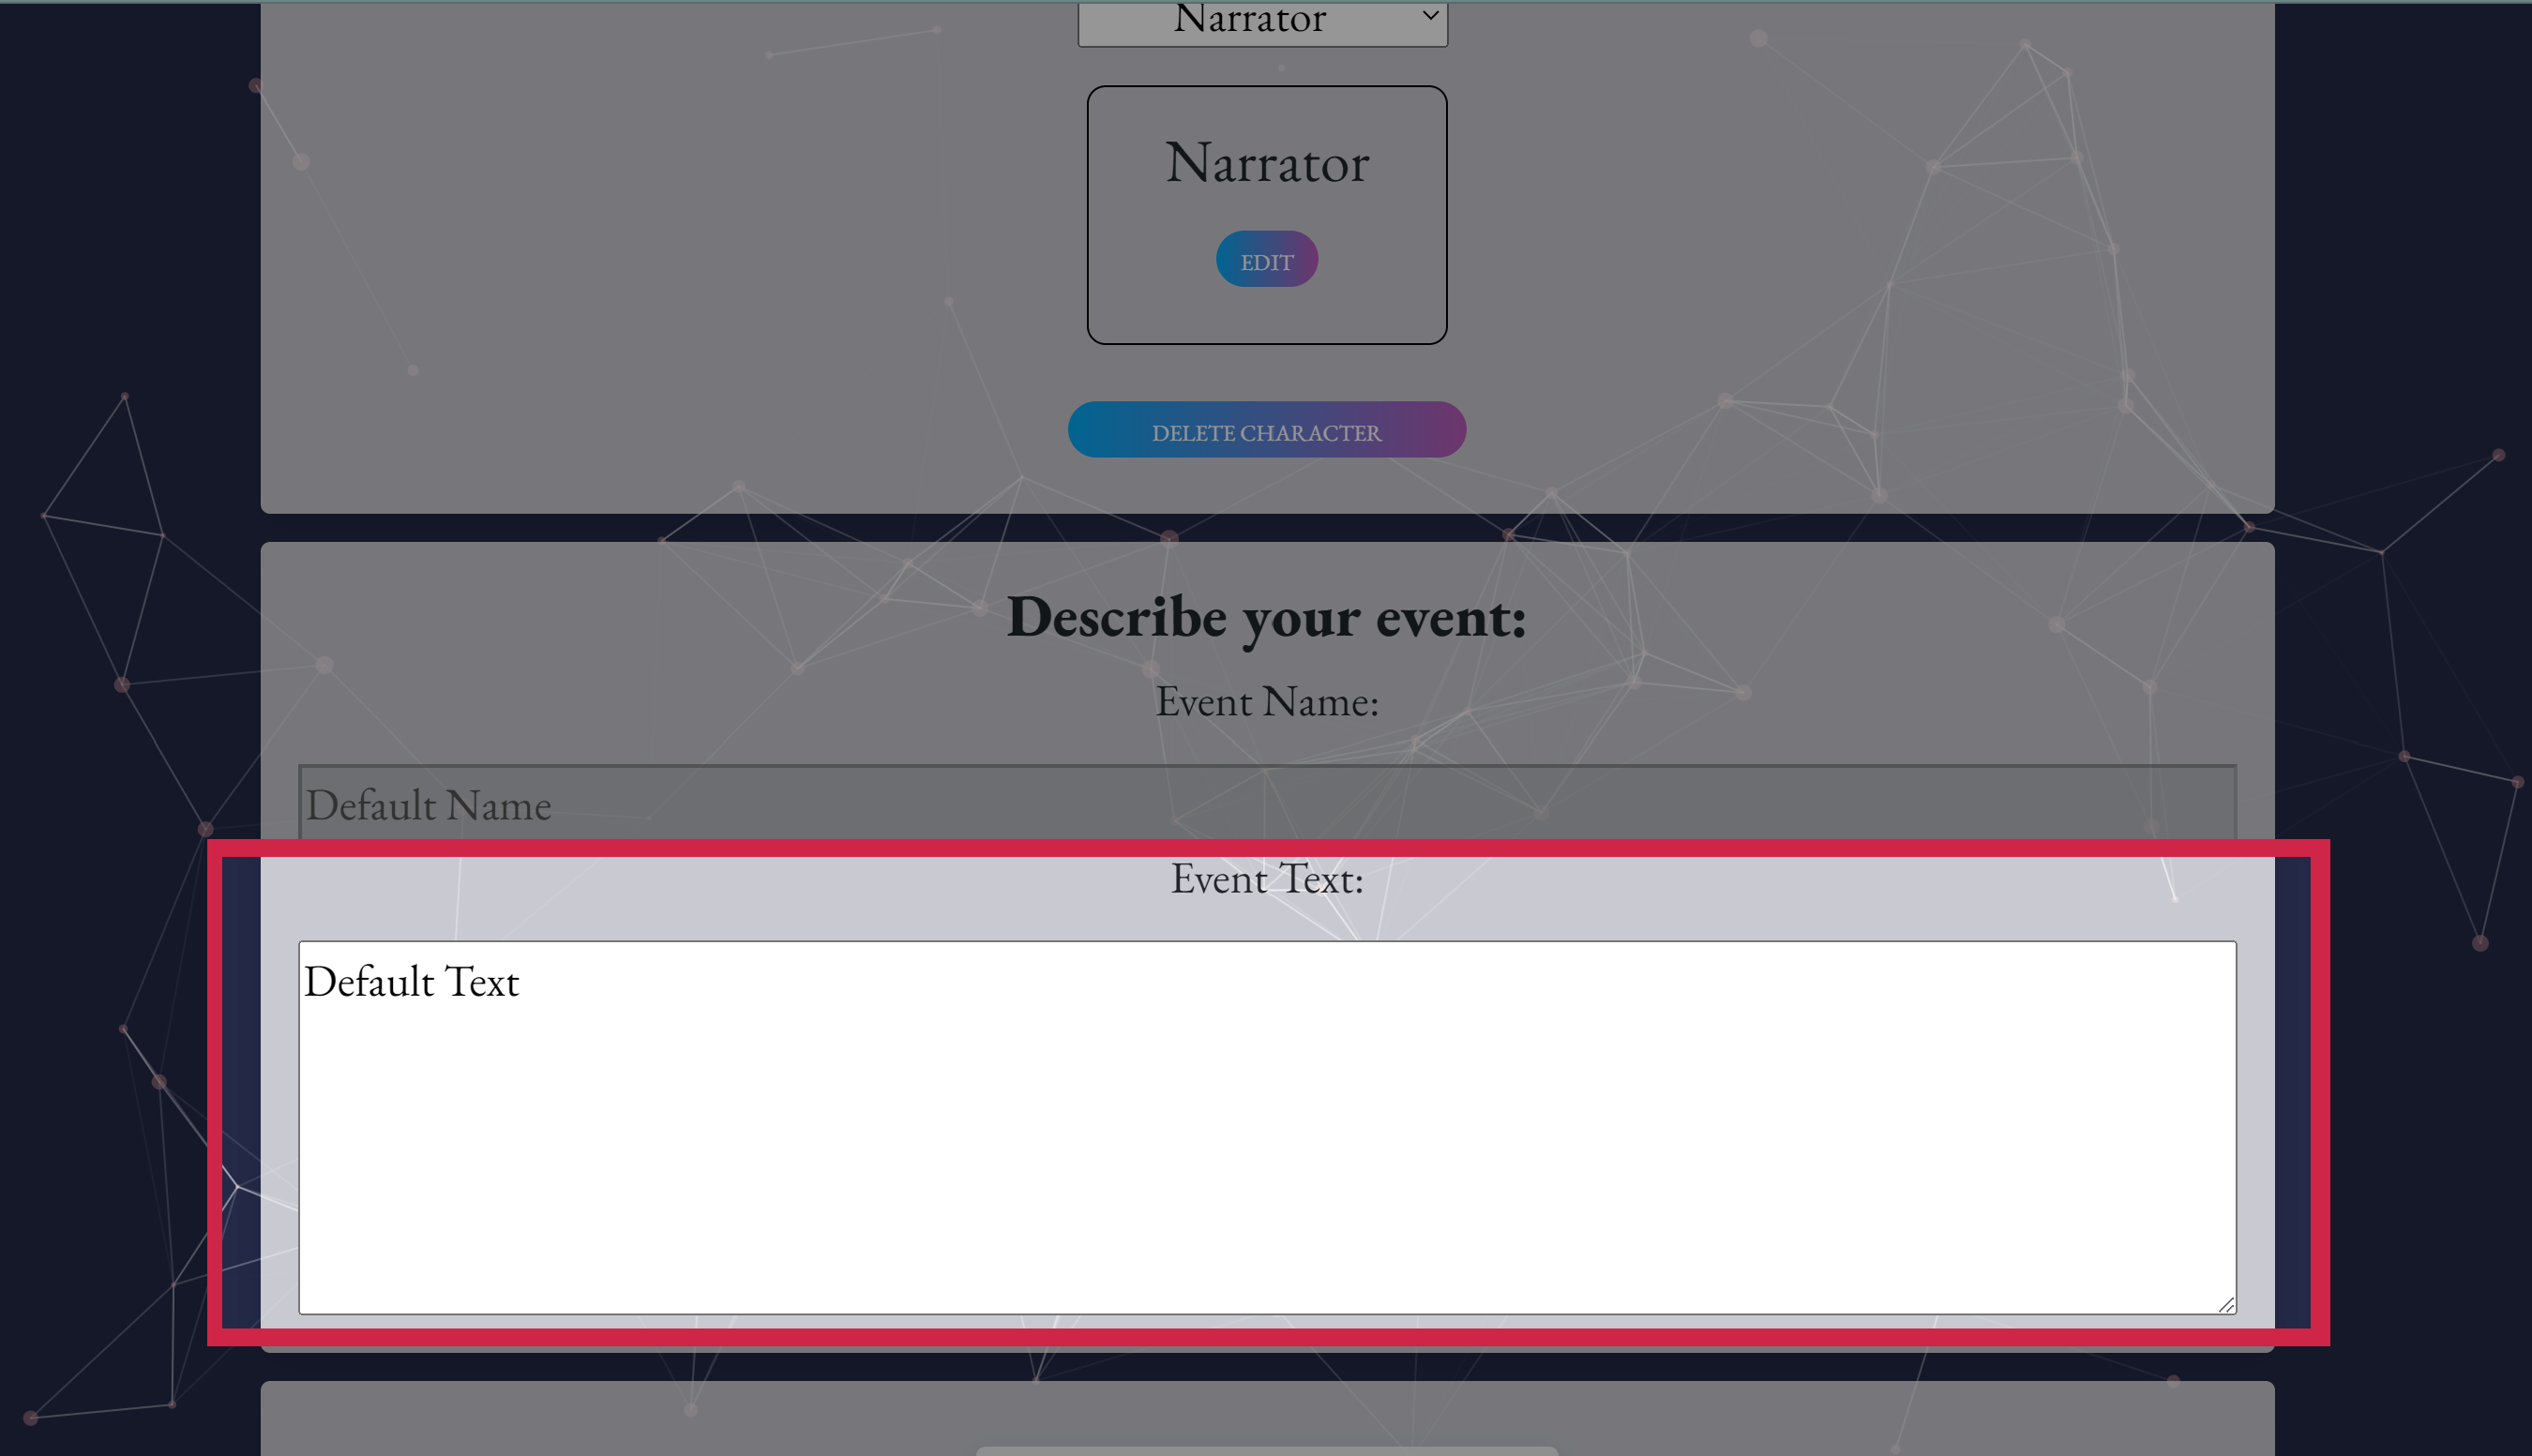 Narrator
Narrator
EDIT
DELETE CHARACTER
Describe your event:
Event Name:
Default Name
Event Text:
Default Text